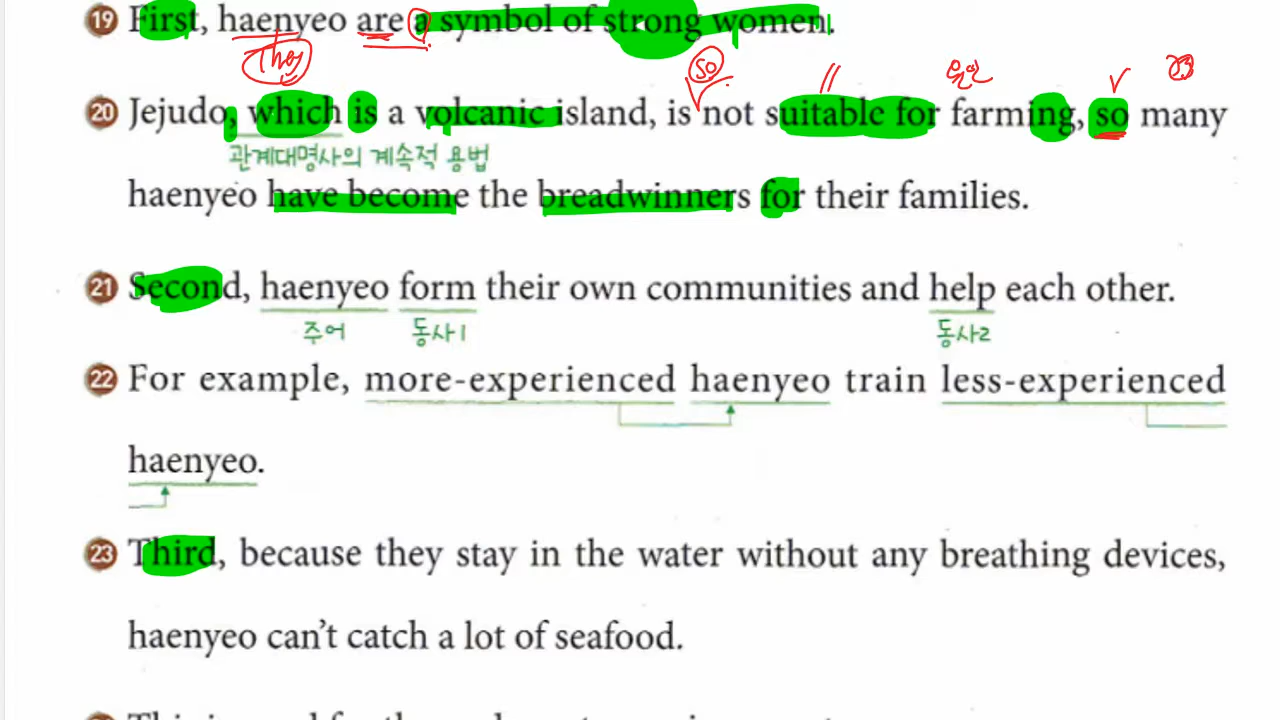 19 First, haenyeo are a symbol of strong women.
They
so 원인 결과
20 Jejudo, which is a volcanic island, is not suitable for farming, so many
관계대명사의 계속적 용법
haenyeo have become the breadwinners for their families.
21 Second, haenyeo form their own communities and help each other.
주어 동사1 동사2
22 For example, more-experienced haenyeo train less-experienced
haenyeo.
23 Third, because they stay in the water without any breathing devices,
haenyeo can't catch a lot of seafood.